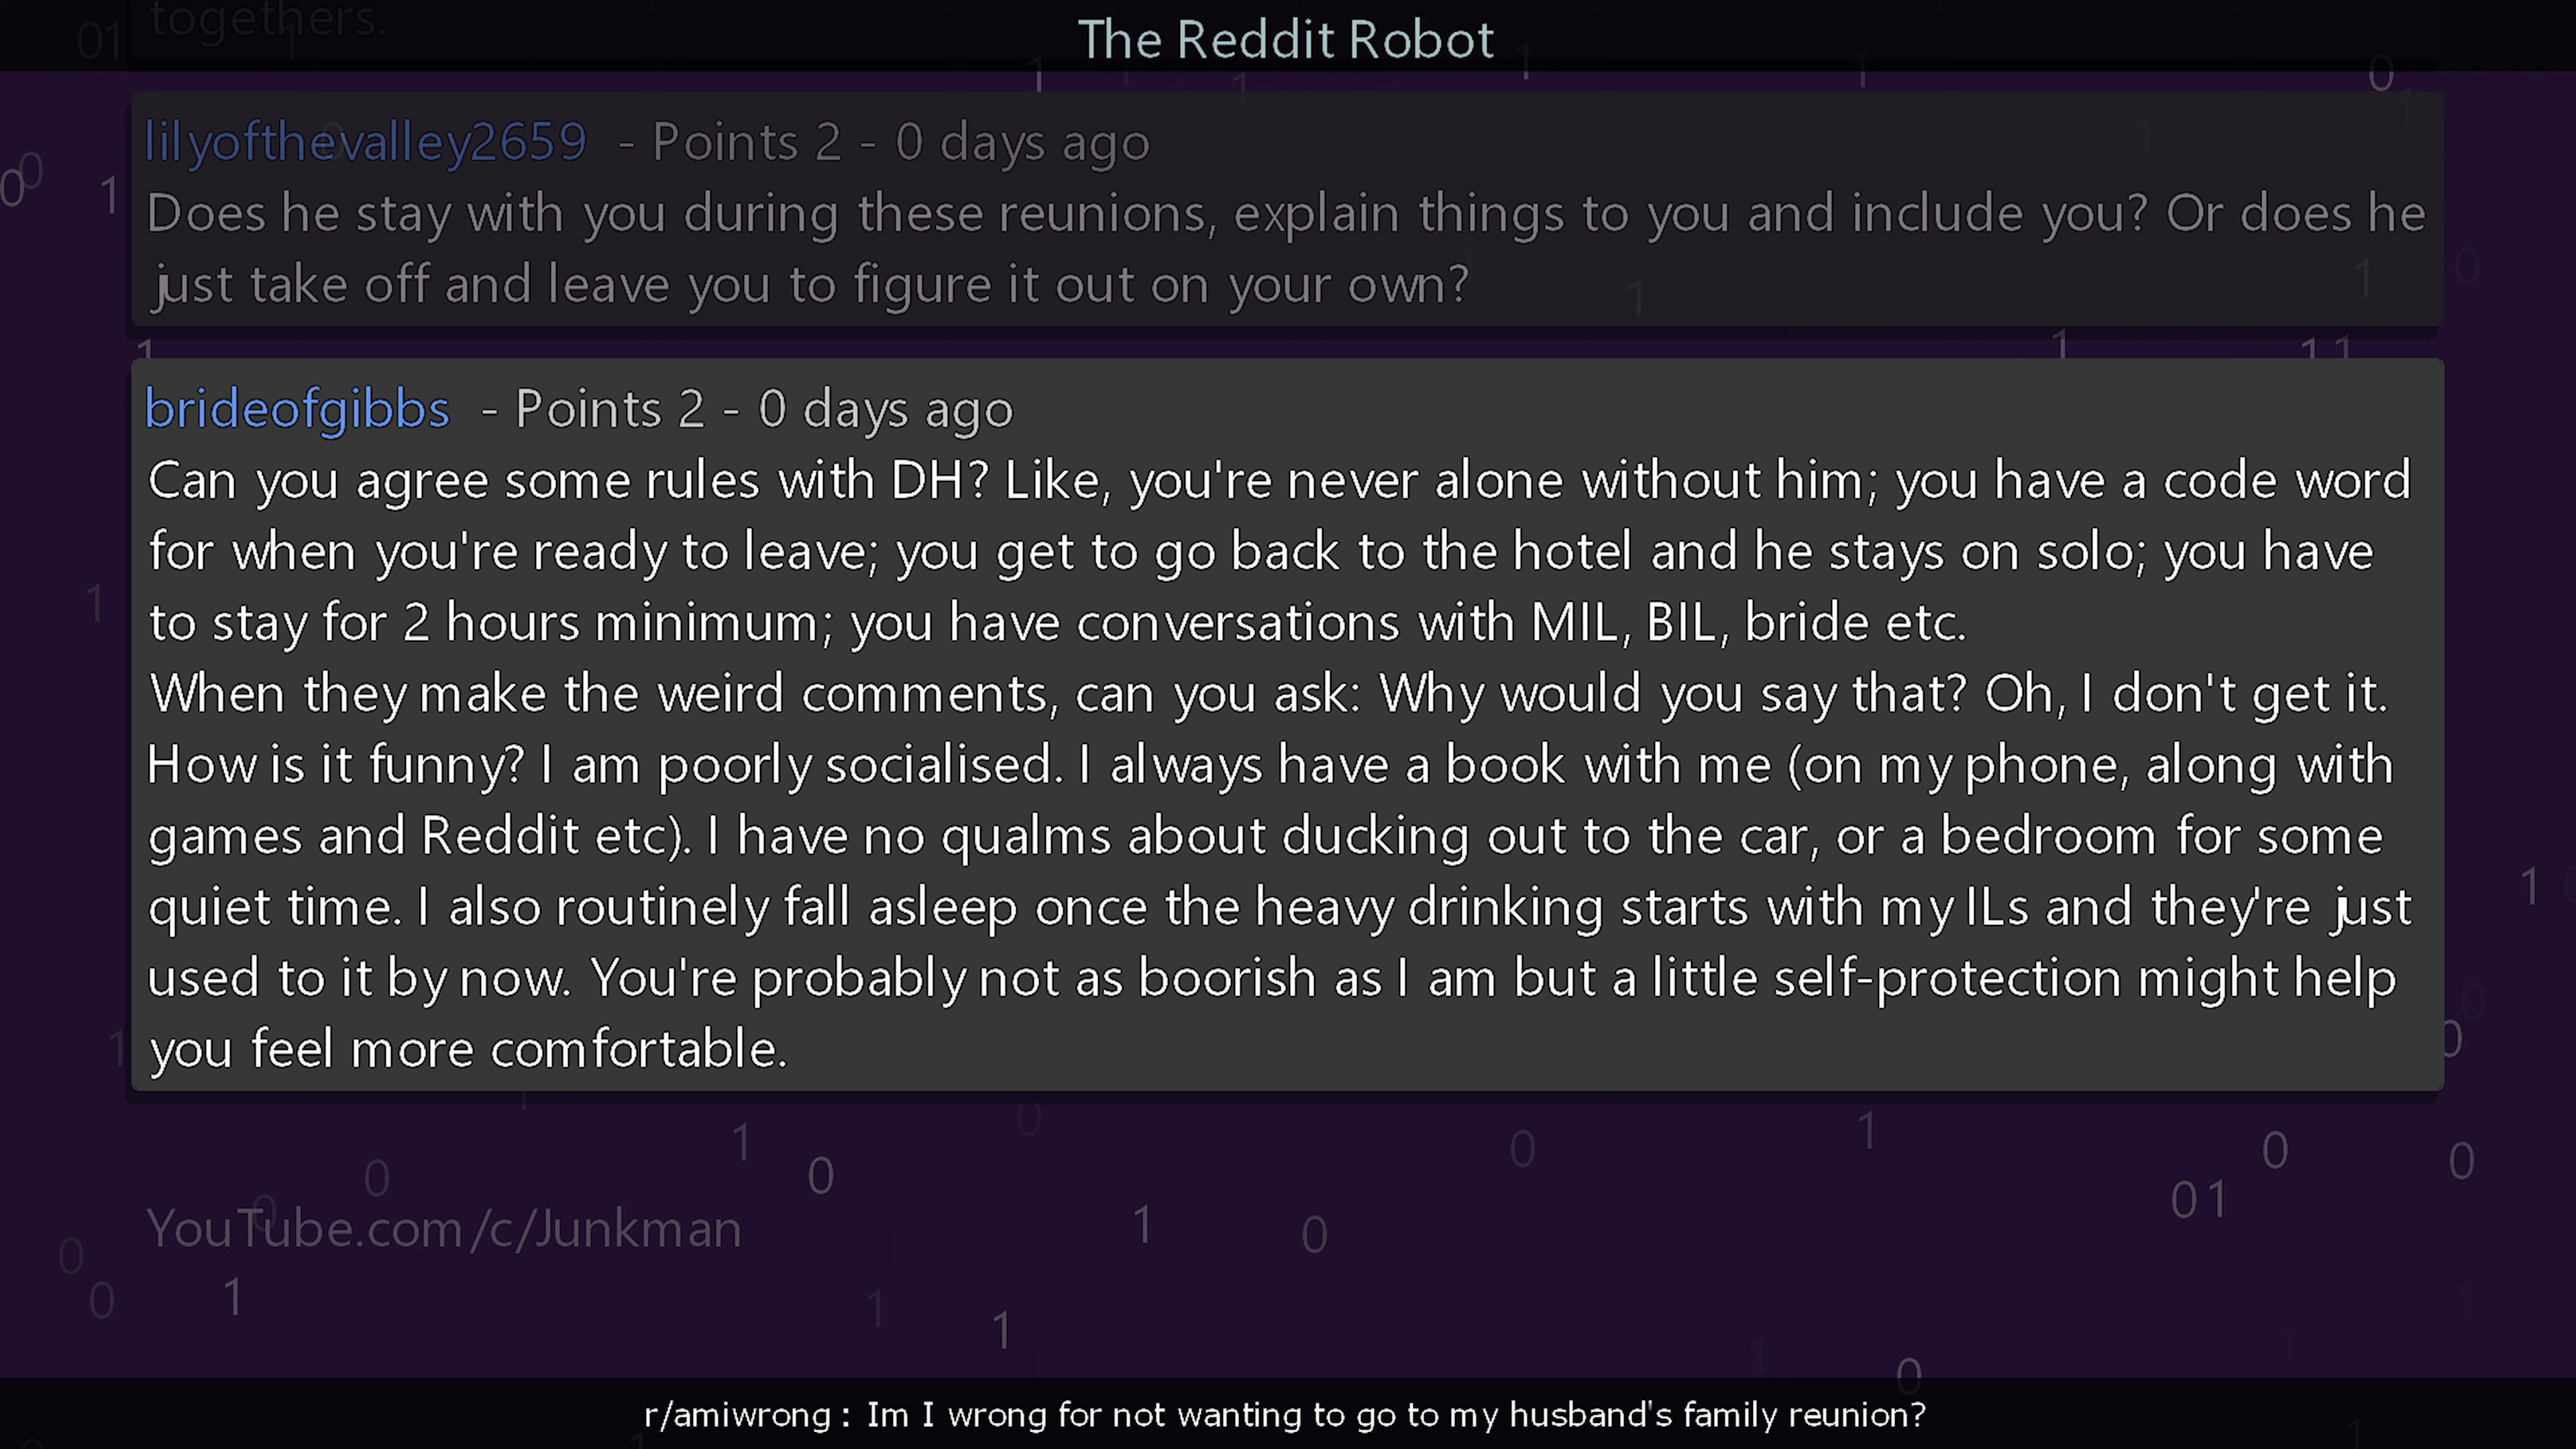 togethers.
The Reddit Robot
lilyofthevalley2659 - Points 2 - 0 days ago
Does he stay with you during these reunions, explain things to you and include you? Or does he
just take off and leave you to figure it out on your own?
brideofgibbs - Points 2 - 0 days ago
Can you agree some rules with DH? Like, you're never alone without him; you have a code word
for when you're ready to leave; you get to go back to the hotel and he stays on solo; you have
to stay for 2 hours minimum; you have conversations with MIL, BIL, bride etc.
When they make the weird comments, can you ask: Why would you say that? Oh, I don't get it.
How is it funny? I am poorly socialised. I always have a book with me (on my phone, along with
games and Reddit etc). I have no qualms about ducking out to the car, or a bedroom for some
quiet time. I also routinely fall asleep once the heavy drinking starts with my ILs and they're just
used to it by now. You're probably not as boorish as I am but a little self-protection might help
you feel more comfortable.
YouTube.com/c/Junkman
r/amiwrong : Im I wrong for not wanting to go to my husband's family reunion?